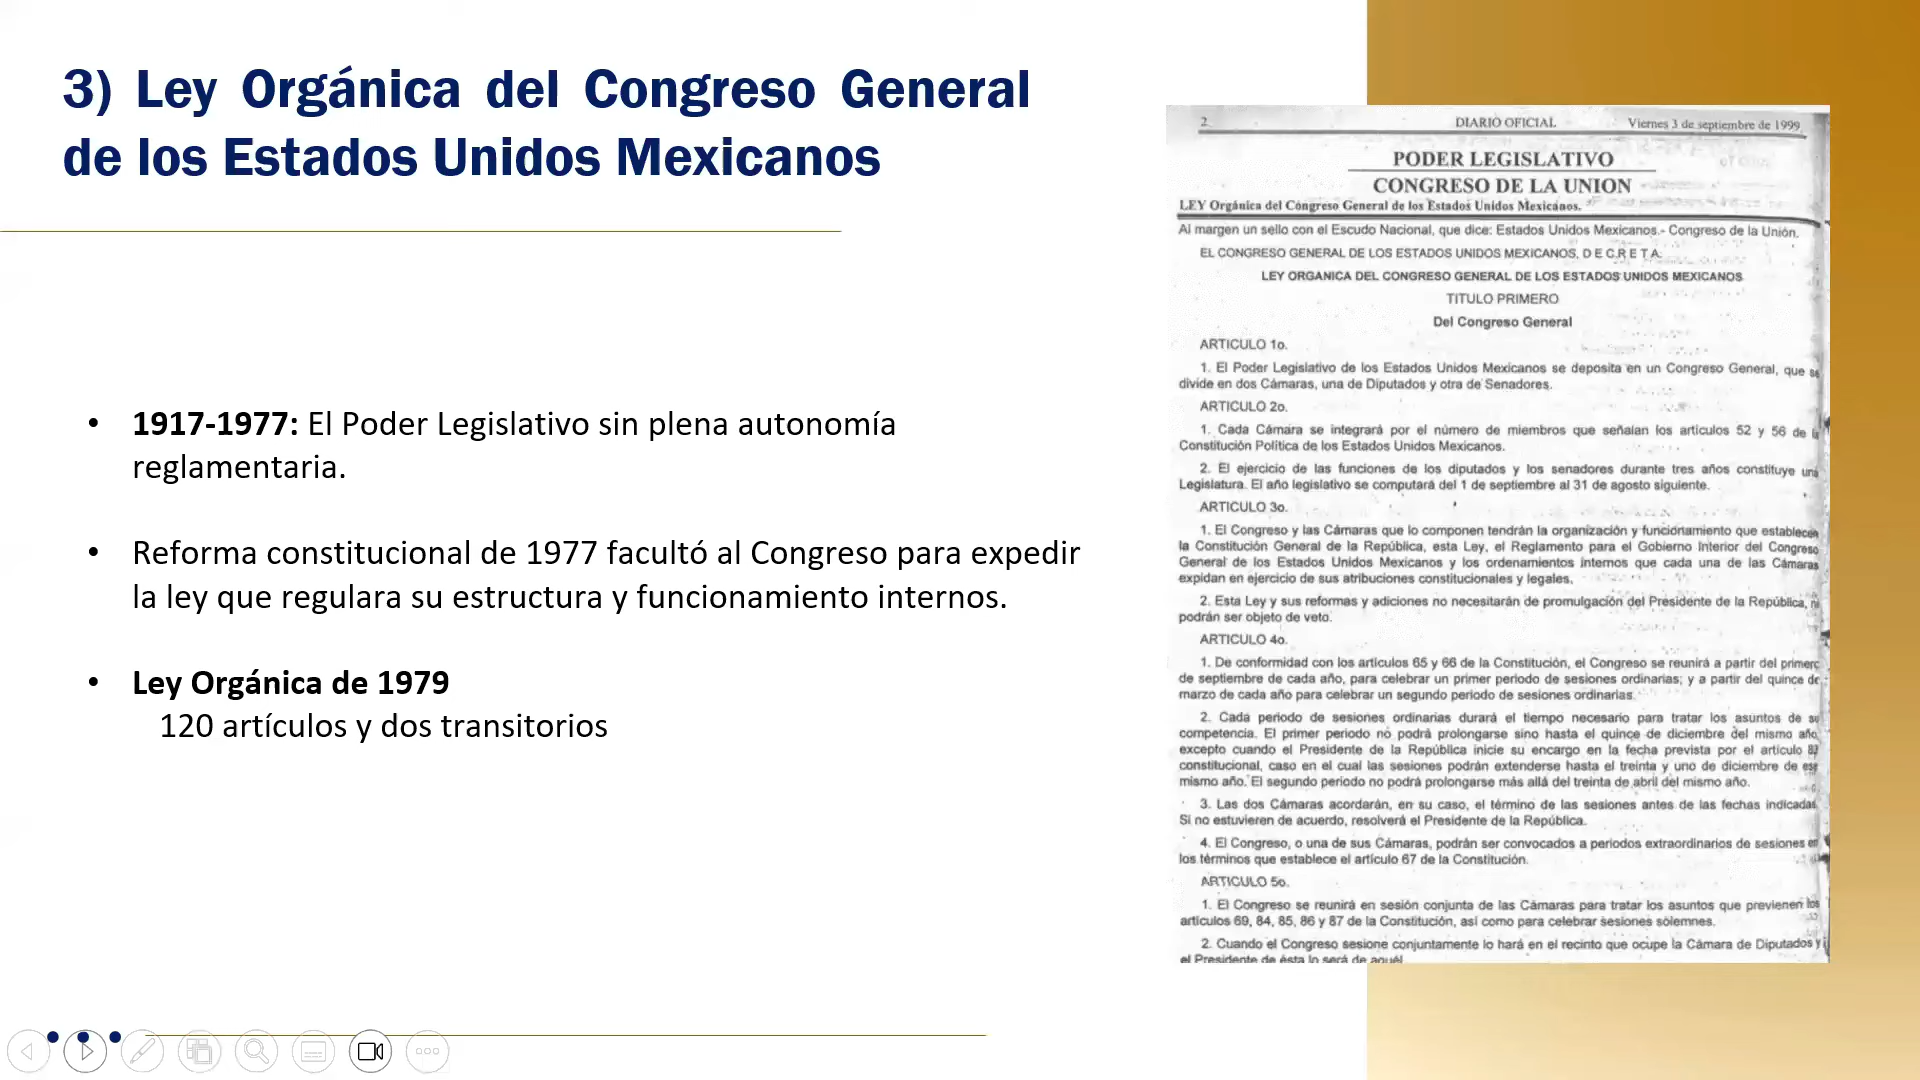 3) Ley Orgánica del Congreso General
de los Estados Unidos Mexicanos
• 1917-1977: El Poder Legislativo sin plena autonomía
reglamentaria.
• Reforma constitucional de 1977 facultó al Congreso para expedir
la ley que regulara su estructura y funcionamiento internos.
• Ley Orgánica de 1979
120 artículos y dos transitorios
2 DIARIO OFICIAL Viernes 3 de septiembre de 1999
PODER LEGISLATIVO
CONGRESO DE LA UNION
LEY Orgánica del Congreso General de los Estados Unidos Mexicanos.
Al margen un sello con el Escudo Nacional, que dice: Estados Unidos Mexicanos.- Congreso de la Unión.
EL CONGRESO GENERAL DE LOS ESTADOS UNIDOS MEXICANOS, D E C R E T A:
LEY ORGANICA DEL CONGRESO GENERAL DE LOS ESTADOS UNIDOS MEXICANOS
TITULO PRIMERO
Del Congreso General
ARTICULO 1o.
1. El Poder Legislativo de los Estados Unidos Mexicanos se deposita en un Congreso General, que se
divide en dos Cámaras, una de Diputados y otra de Senadores.
ARTICULO 2o.
1. Cada Cámara se integrará por el número de miembros que señalan los artículos 52 y 56 de la
Constitución Política de los Estados Unidos Mexicanos.
2. El ejercicio de las funciones de los diputados y los senadores durante tres años constituye una
Legislatura. El año legislativo se computará del 1 de septiembre al 31 de agosto siguiente.
ARTICULO 3o.
1. El Congreso y las Cámaras que lo componen tendrán la organización y funcionamiento que establecen
la Constitución General de la República, esta Ley, el Reglamento para el Gobierno Interior del Congreso
General de los Estados Unidos Mexicanos y los ordenamientos internos que cada una de las Cámaras
expidan en ejercicio de sus atribuciones constitucionales y legales.
2. Esta Ley y sus reformas y adiciones no necesitarán de promulgación del Presidente de la República, ni
podrán ser objeto de veto.
ARTICULO 4o.
1. De conformidad con los artículos 65 y 66 de la Constitución, el Congreso se reunirá a partir del primero
de septiembre de cada año, para celebrar un primer periodo de sesiones ordinarias; y a partir del quince de
marzo de cada año para celebrar un segundo periodo de sesiones ordinarias.
2. Cada periodo de sesiones ordinarias durará el tiempo necesario para tratar los asuntos de su
competencia. El primer periodo no podrá prolongarse sino hasta el quince de diciembre del mismo año,
excepto cuando el Presidente de la República inicie su encargo en la fecha prevista por el artículo 83
constitucional, caso en el cual las sesiones podrán extenderse hasta el treinta y uno de diciembre de ese
mismo año. El segundo periodo no podrá prolongarse más allá del treinta de abril del mismo año.
3. Las dos Cámaras acordarán, en su caso, el término de las sesiones antes de las fechas indicadas.
Si no estuvieren de acuerdo, resolverá el Presidente de la República.
4. El Congreso, o una de sus Cámaras, podrán ser convocados a periodos extraordinarios de sesiones en
los términos que establece el artículo 67 de la Constitución.
ARTICULO 5o.
1. El Congreso se reunirá en sesión conjunta de las Cámaras para tratar los asuntos que previenen los
artículos 69, 84, 85, 86 y 87 de la Constitución, así como para celebrar sesiones solemnes.
2. Cuando el Congreso sesione conjuntamente lo hará en el recinto que ocupe la Cámara de Diputados y
el Presidente de ésta lo será de aquél.